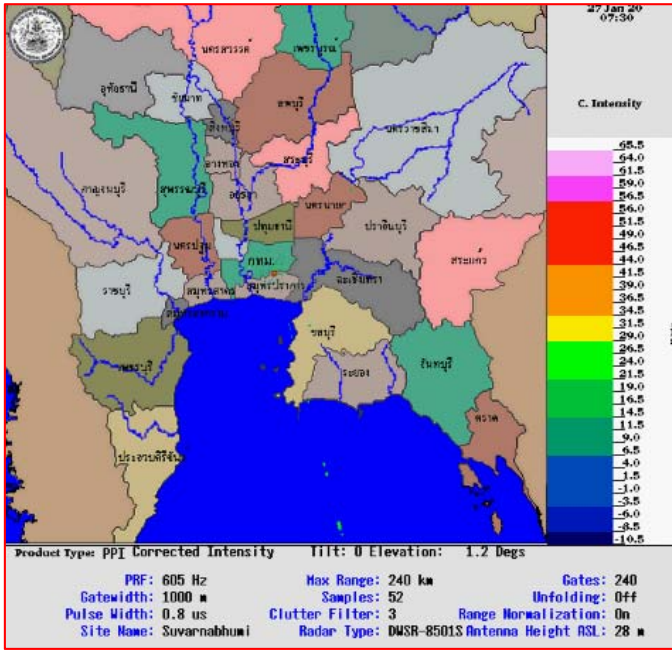 27 Jan 20
07:30
C. Intensity
นครสวรรค์
เพชรบูรณ์
อุทัยธานี
ชัยนาท
ลพบุรี
สิงห์บุรี
นครราชสีมา
อ่างทอง
สระบุรี
กาญจนบุรี
สุพรรณบุรี
อยุธยา
นครนายก
ปทุมธานี
ปราจีนบุรี
นครปฐม
กทม.
สระแก้ว
ราชบุรี
สมุทรสาคร
สมุทรปราการ
ฉะเชิงเทรา
สมุทรสงคราม
ชลบุรี
เพชรบุรี
ระยอง
จันทบุรี
ตราด
ประจวบคีรีขันธ์
65.5
64.0
61.5
59.0
56.5
56.0
51.5
49.0
46.5
44.0
41.5
39.0
36.5
34.0
31.5
29.0
26.5
24.0
21.5
19.0
16.5
14.0
11.5
9.0
6.5
4.0
1.5
-1.0
-3.5
-6.0
-8.5
-10.5
Product Type: PPI Corrected Intensity Tilt: 0 Elevation: 1.2 Degs
PRF: 605 Hz Max Range: 240 km Gates: 240
Gatewidth: 1000 m Samples: 52 Unfolding: Off
Pulse Width: 0.8 us Clutter Filter: 3 Range Normalization: On
Site Name: Suvarnabhumi Radar Type: DWSR-8501S Antenna Height ASL: 28 m